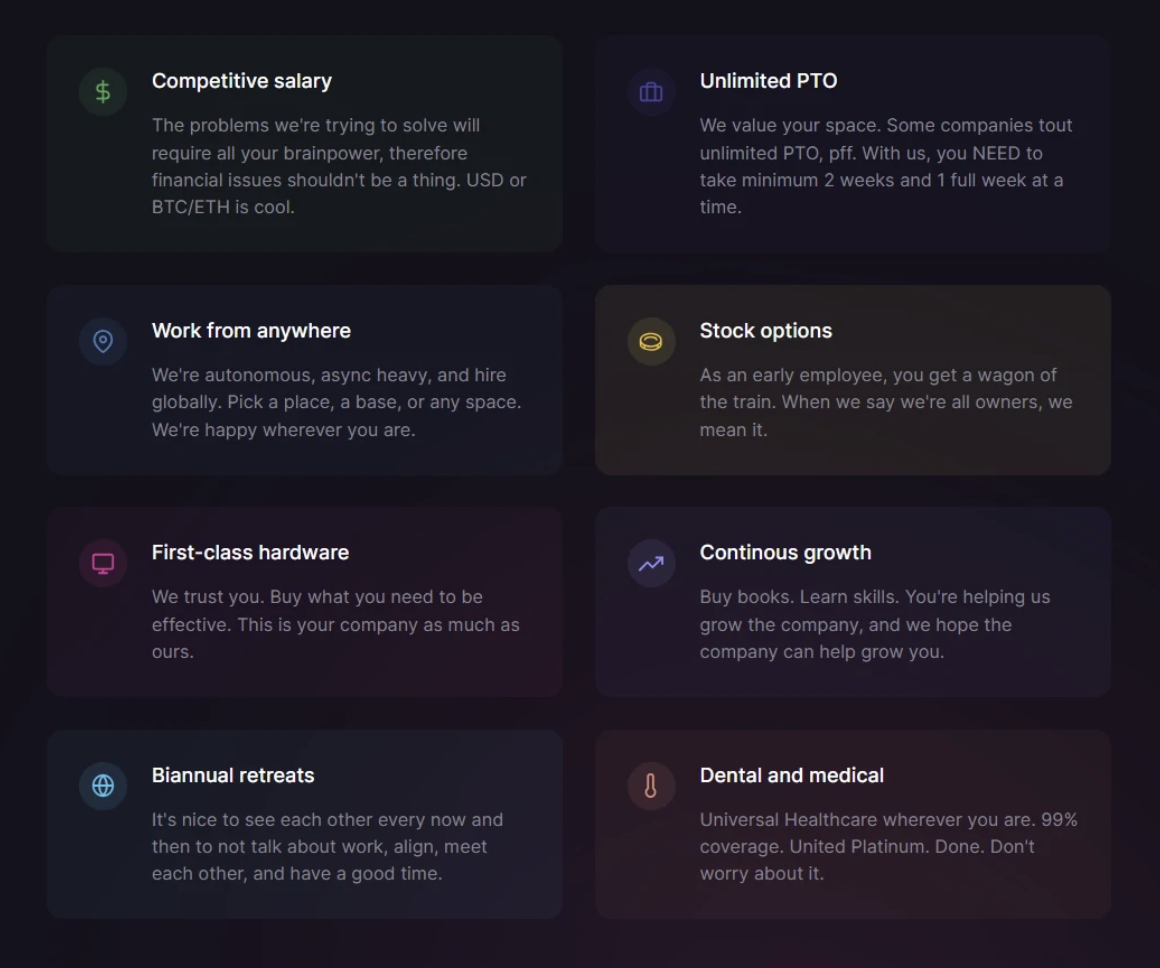 Competitive salary
The problems we're trying to solve will
require all your brainpower, therefore
financial issues shouldn't be a thing. USD or
BTC/ETH is cool.
Unlimited PTO
We value your space. Some companies tout
unlimited PTO, pff. With us, you NEED to
take minimum 2 weeks and 1 full week at a
time.
Work from anywhere
We're autonomous, async heavy, and hire
globally. Pick a place, a base, or any space.
We're happy wherever you are.
Stock options
As an early employee, you get a wagon of
the train. When we say we're all owners, we
mean it.
First-class hardware
We trust you. Buy what you need to be
effective. This is your company as much as
ours.
Continous growth
Buy books. Learn skills. You're helping us
grow the company, and we hope the
company can help grow you.
Biannual retreats
It's nice to see each other every now and
then to not talk about work, align, meet
each other, and have a good time.
Dental and medical
Universal Healthcare wherever you are. 99%
coverage. United Platinum. Done. Don't
worry about it.